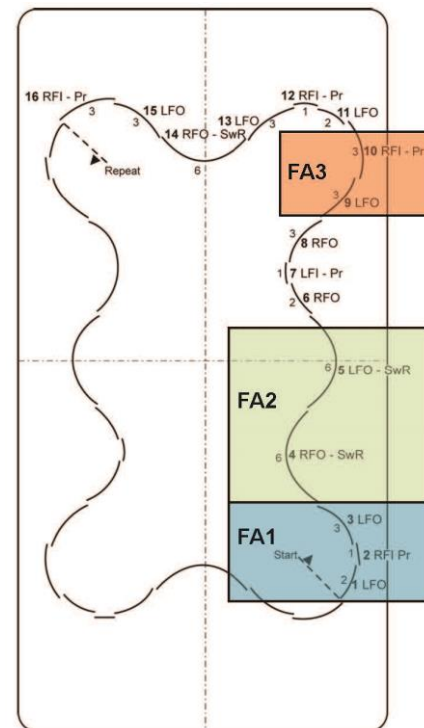 16 RFI - Pr
3
15 LFO
3
14 RFO - SwR
6
13 LFO
3
12 RFI - Pr
1
11 LFO
2
3 10 RFI - Pr
FA3
3
9 LFO
Repeat
3
8 RFO
1 7 LFI - Pr
2 6 RFO
6 5 LFO - SwR
FA2
6 4 RFO - SwR
3 LFO
3
FA1
Start
1 2 RFI Pr
2 1 LFO